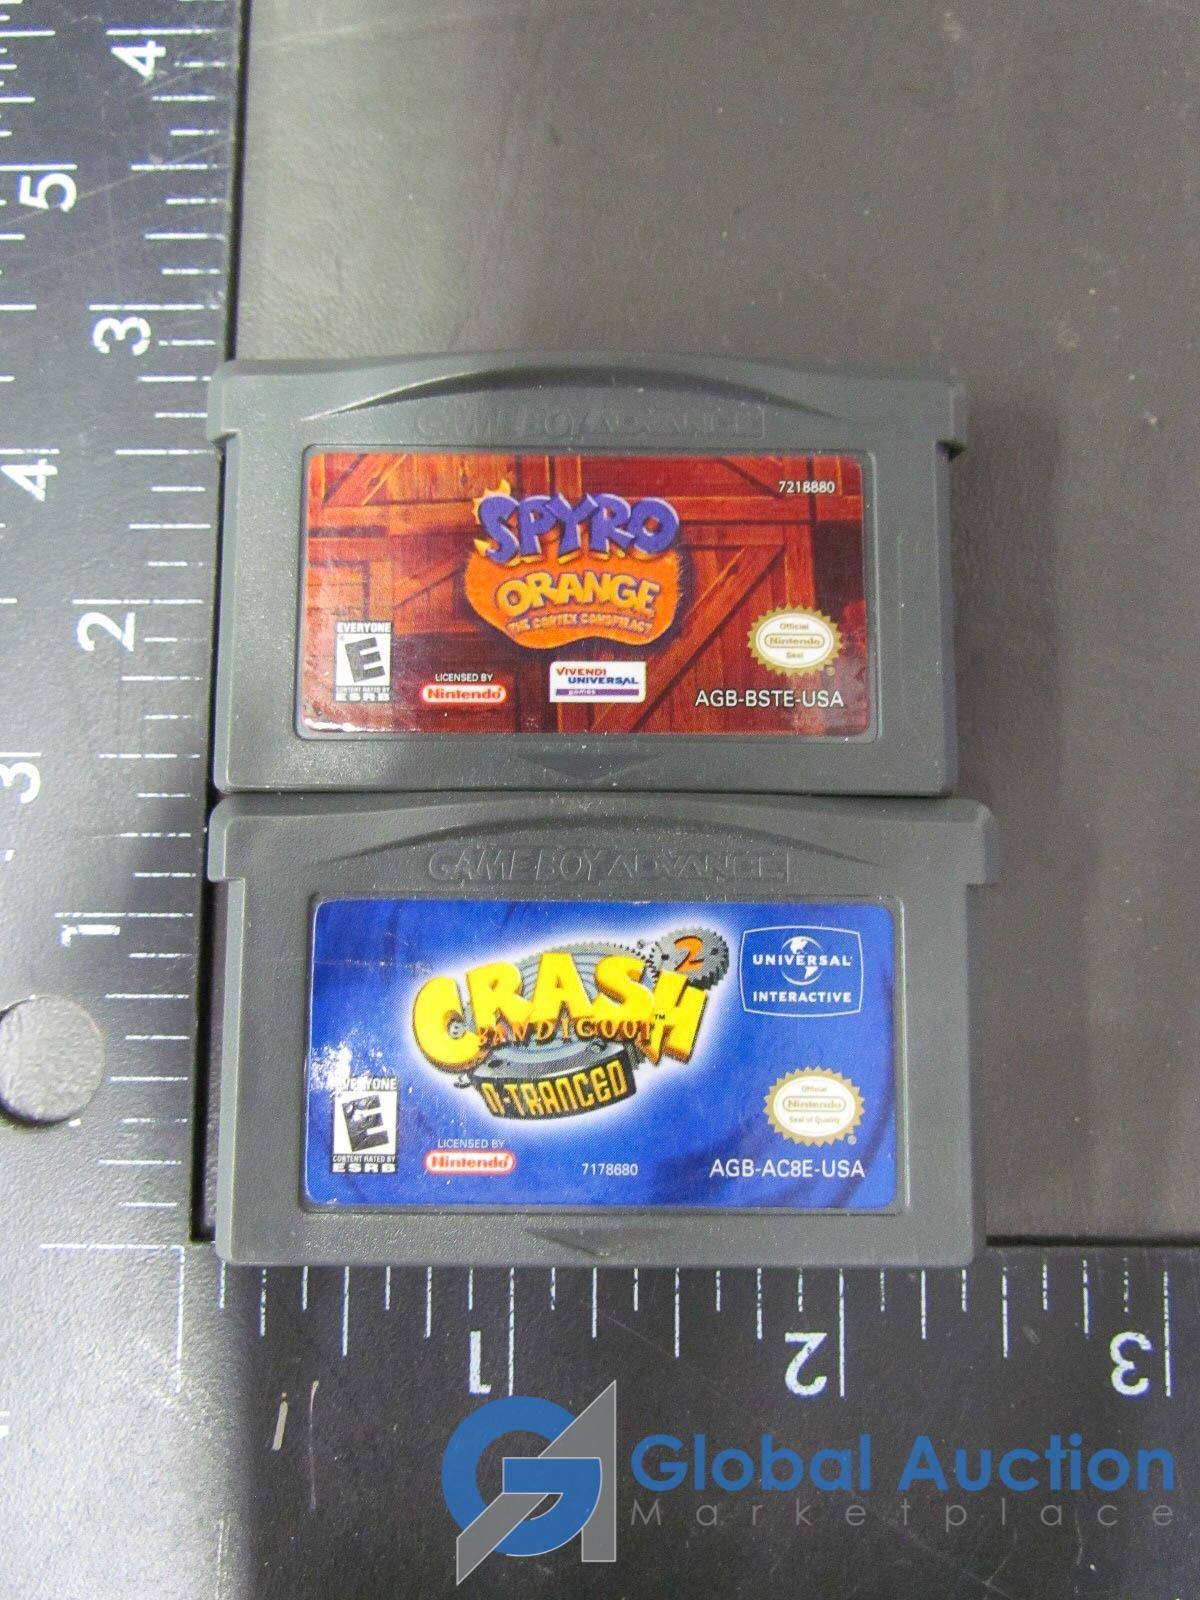 4
5
3
4
2
3
1
GAME BOY ADVANCE
7218880
SPYRO
ORANGE
THE CORTEX CONSPIRACY
EVERYONE
E
CONTENT RATED BY
ESRB
LICENSED BY
Nintendo
VIVENDI
UNIVERSAL
games
Official
Nintendo
Seal
®
AGB-BSTE-USA
GAME BOY ADVANCE
2
CRASH
BANDICOOT™
N-TRANCED
UNIVERSAL
INTERACTIVE
EVERYONE
E
CONTENT RATED BY
ESRB
LICENSED BY
Nintendo
7178680
Official
Nintendo
Seal of Quality
®
AGB-AC8E-USA
1 2 3
Global Auction
Marketplace